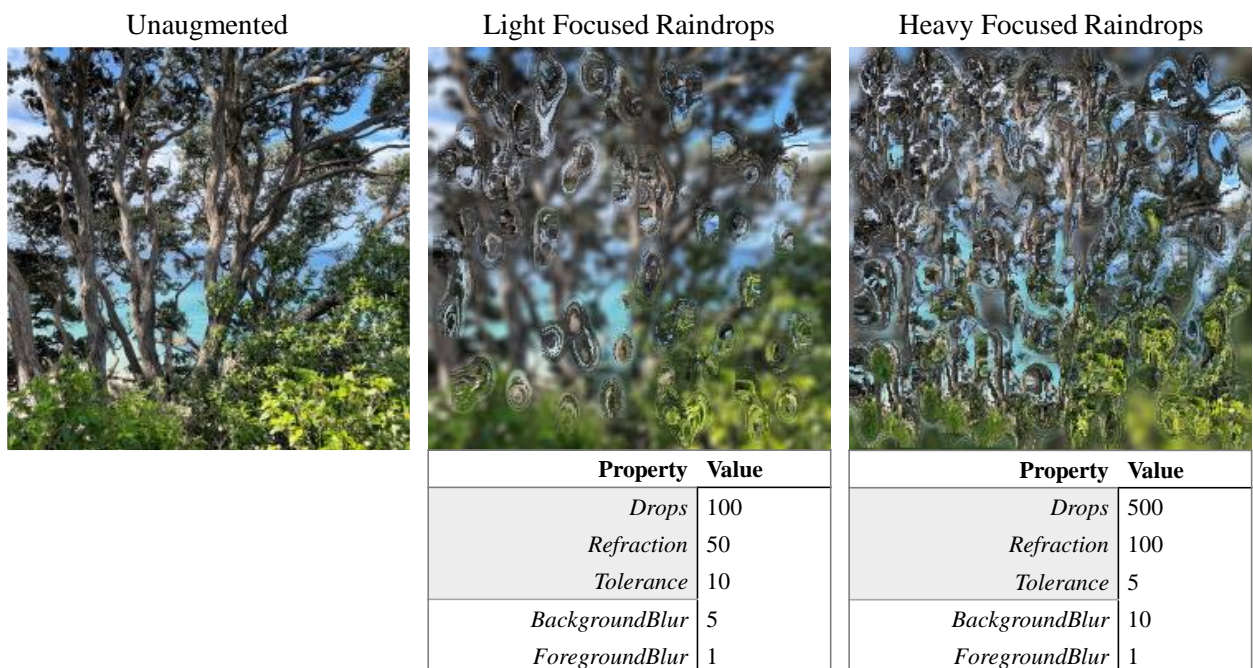 Unaugmented
Light Focused Raindrops
Heavy Focused Raindrops
Property Value
Drops 100
Refraction 50
Tolerance 10
BackgroundBlur 5
ForegroundBlur 1
Property Value
Drops 500
Refraction 100
Tolerance 5
BackgroundBlur 10
ForegroundBlur 1